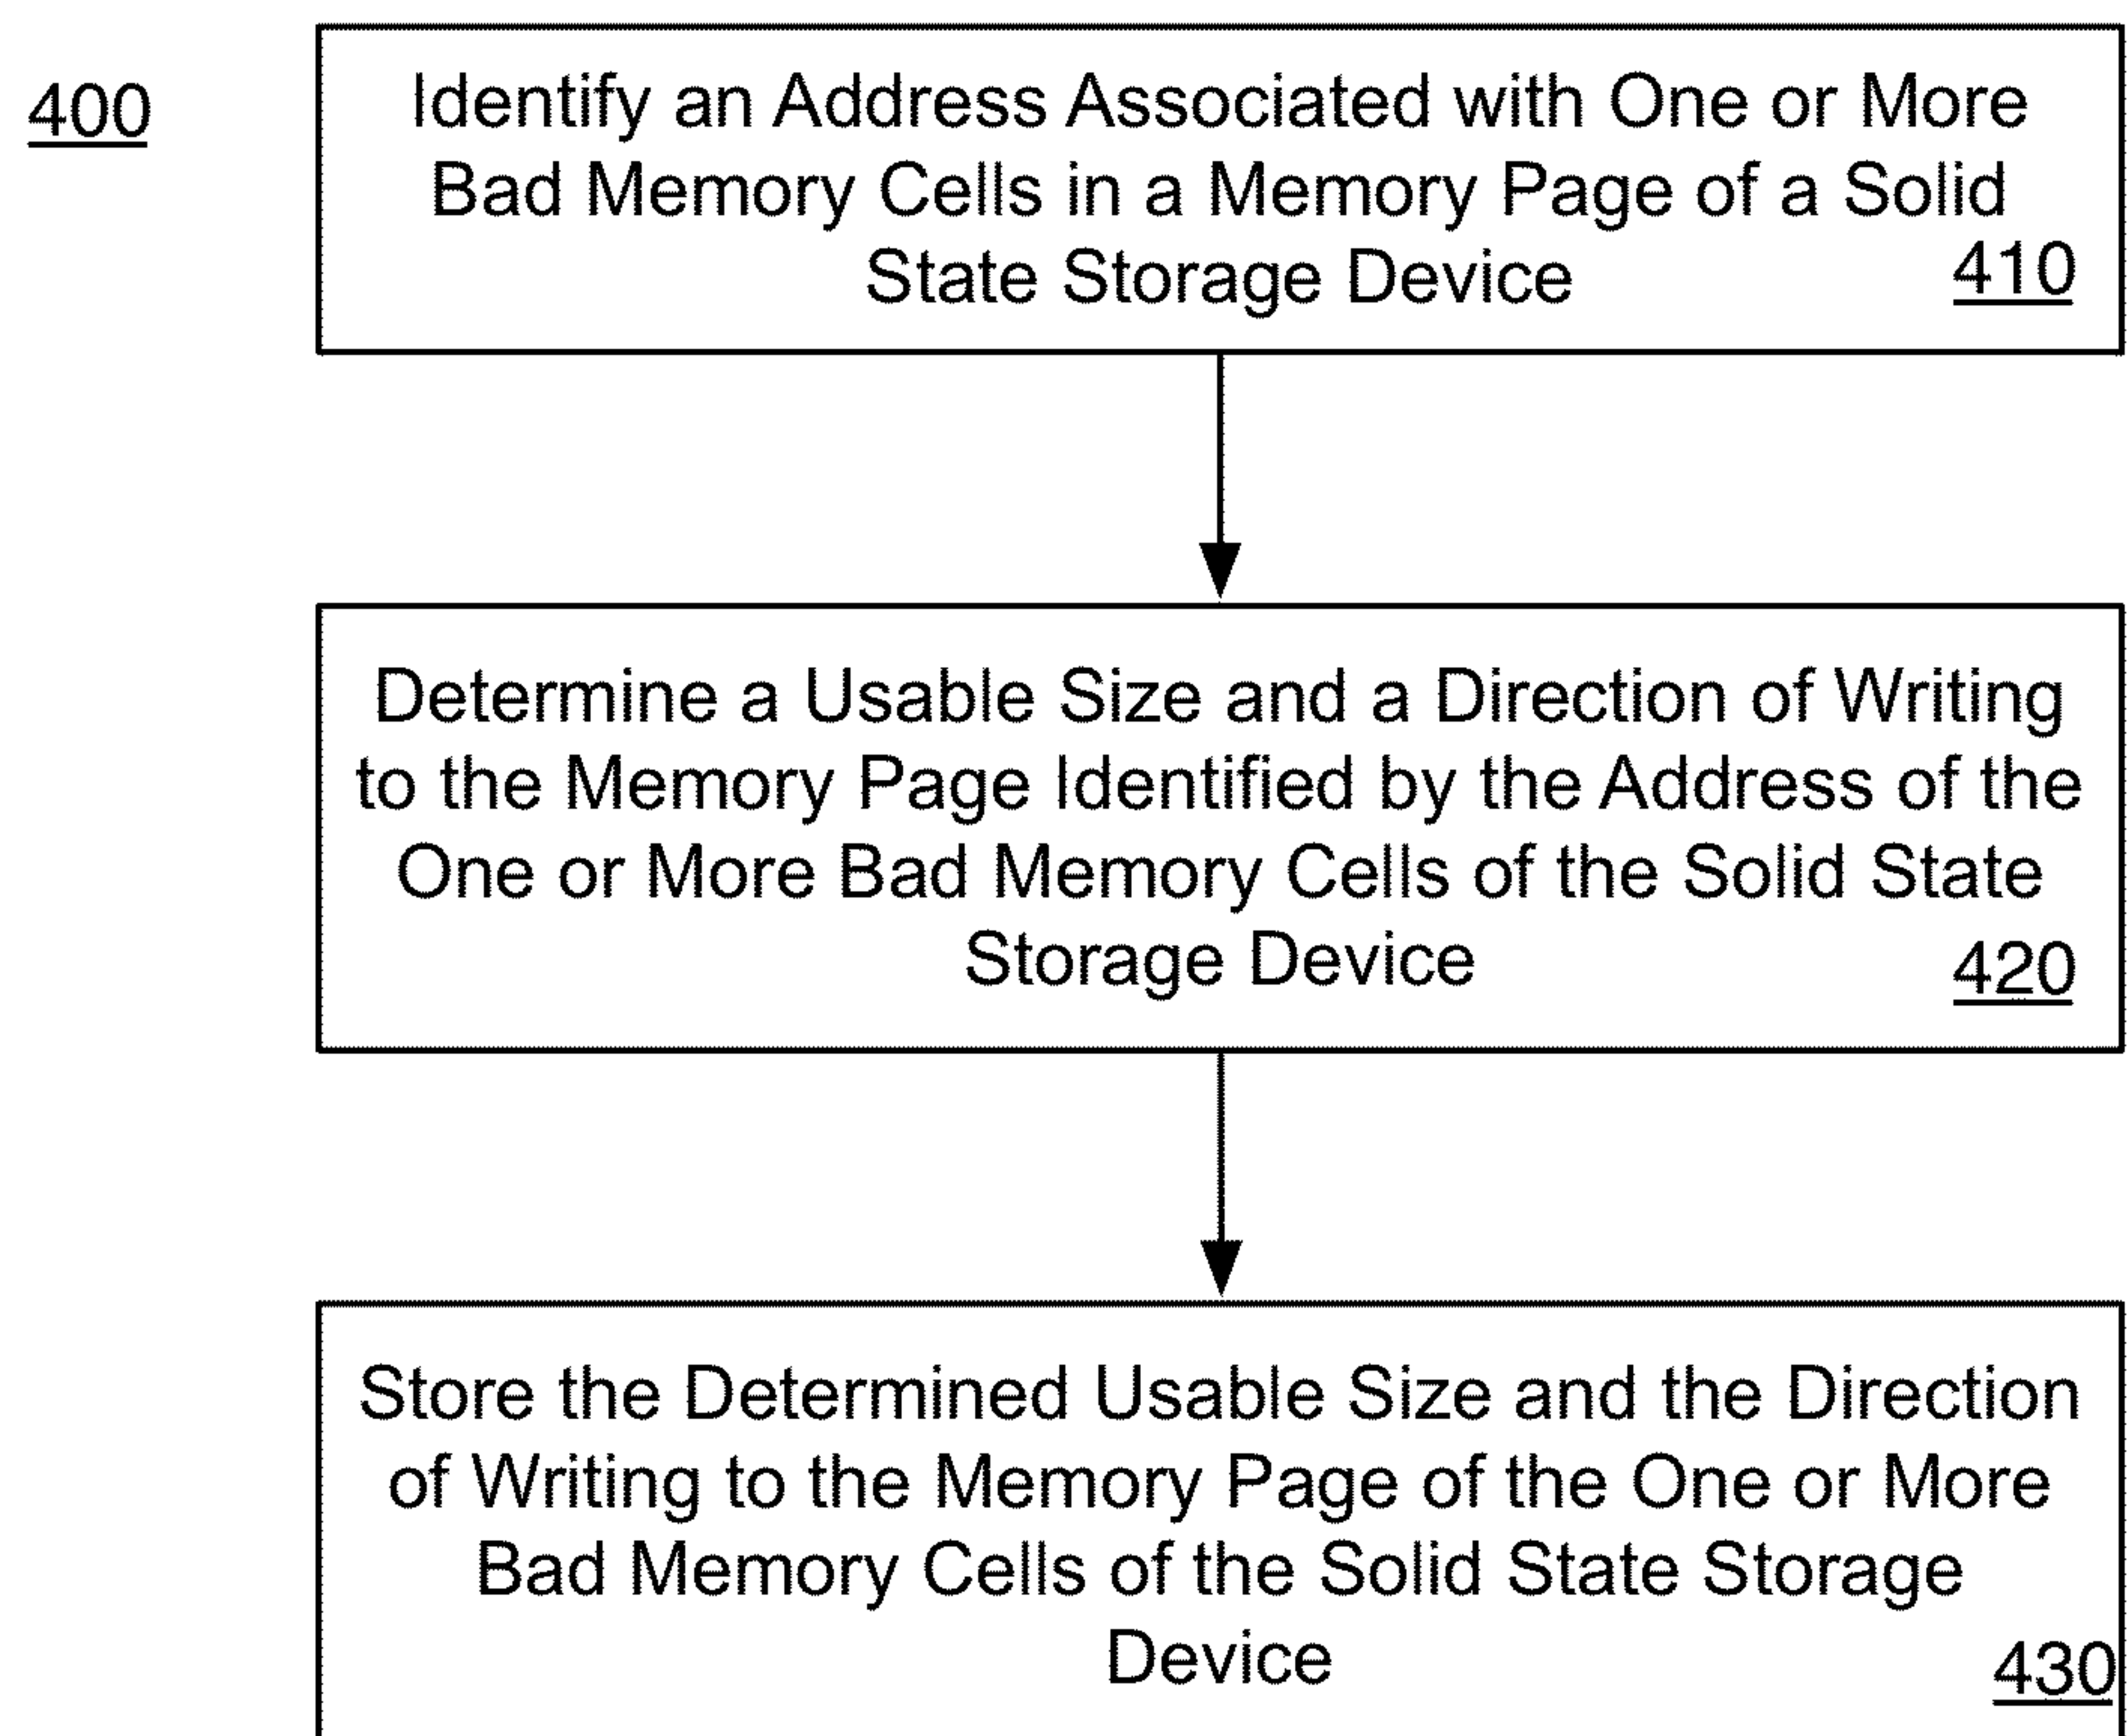 400
Identify an Address Associated with One or More
Bad Memory Cells in a Memory Page of a Solid
State Storage Device
410
Determine a Usable Size and a Direction of Writing
to the Memory Page Identified by the Address of the
One or More Bad Memory Cells of the Solid State
Storage Device
420
Store the Determined Usable Size and the Direction
of Writing to the Memory Page of the One or More
Bad Memory Cells of the Solid State Storage
Device
430